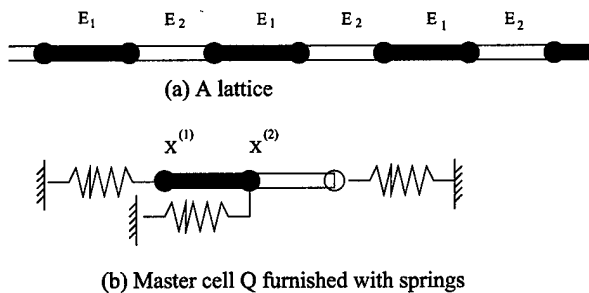 E₁ E₂ E₁ E₂ E₁ E₂
(a) A lattice
X⁽¹⁾ X⁽²⁾
(b) Master cell Q furnished with springs